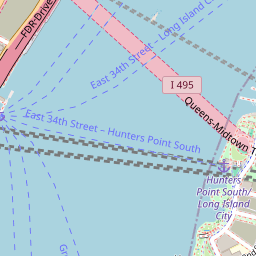 FDR-Drive
East 34th Street - Long Island C
I 495
Queens-Midtown T
East 34th Street - Hunters Point South
Hunters
Point South/
Long Island
City